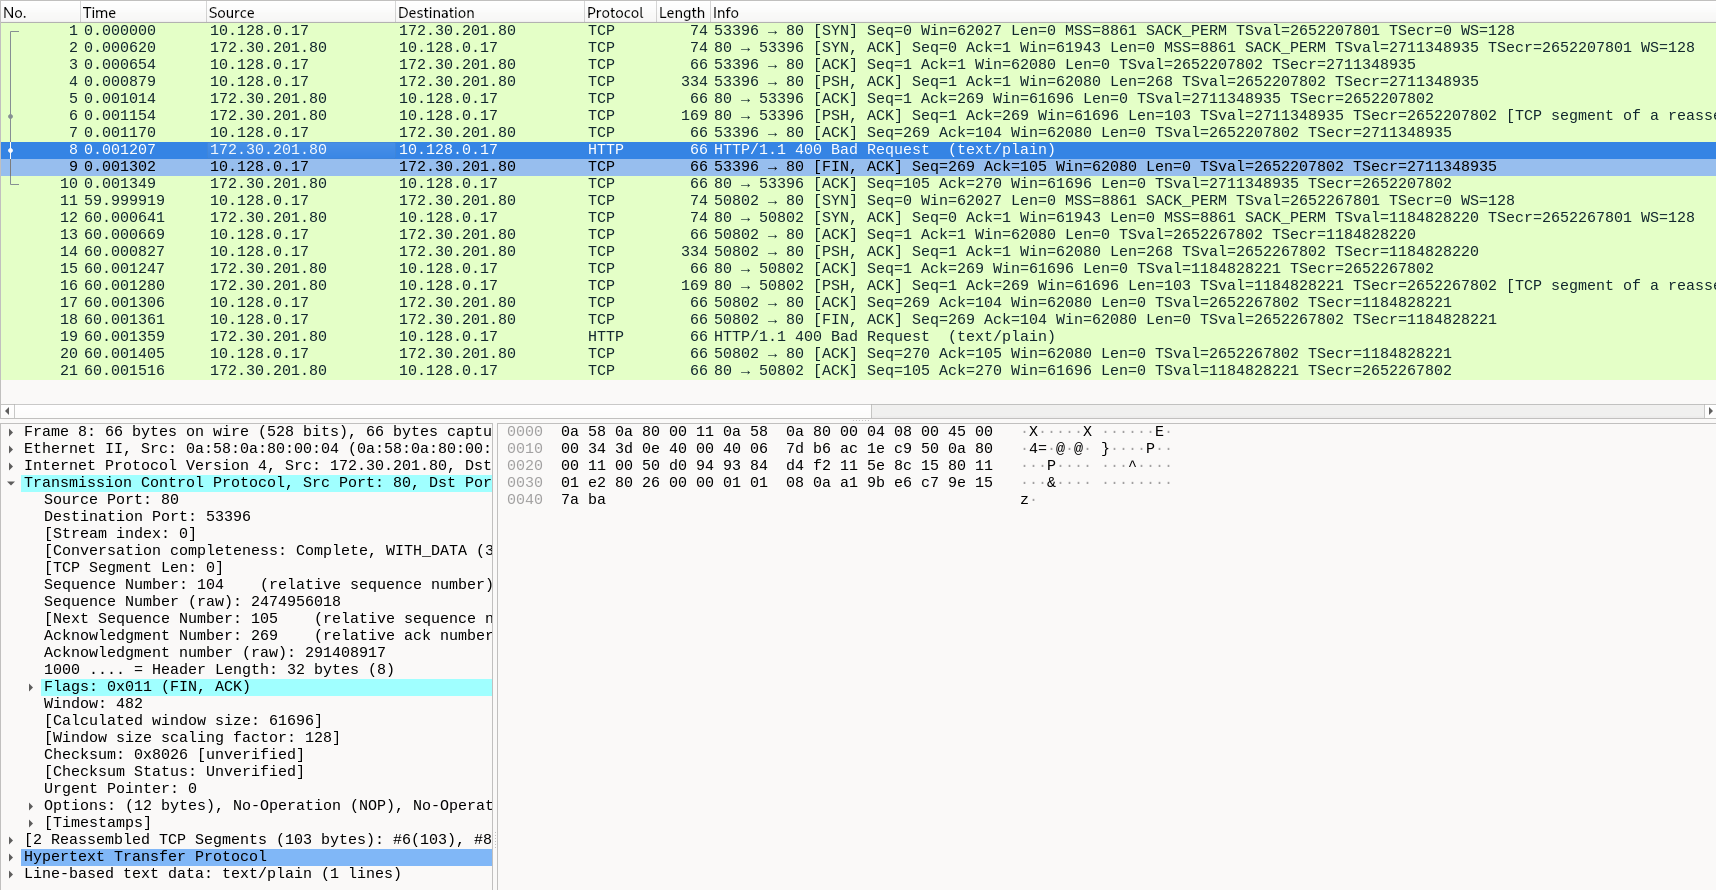 No. Time Source Destination Protocol Length Info
1 0.000000 10.128.0.17 172.30.201.80 TCP 74 53396 → 80 [SYN] Seq=0 Win=62027 Len=0 MSS=8861 SACK_PERM TSval=2652207801 TSecr=0 WS=128
2 0.000620 172.30.201.80 10.128.0.17 TCP 74 80 → 53396 [SYN, ACK] Seq=0 Ack=1 Win=61943 Len=0 MSS=8861 SACK_PERM TSval=2711348935 TSecr=2652207801 WS=128
3 0.000654 10.128.0.17 172.30.201.80 TCP 66 53396 → 80 [ACK] Seq=1 Ack=1 Win=62080 Len=0 TSval=2652207802 TSecr=2711348935
4 0.000879 10.128.0.17 172.30.201.80 TCP 334 53396 → 80 [PSH, ACK] Seq=1 Ack=1 Win=62080 Len=268 TSval=2652207802 TSecr=2711348935
5 0.001014 172.30.201.80 10.128.0.17 TCP 66 80 → 53396 [ACK] Seq=1 Ack=269 Win=61696 Len=0 TSval=2711348935 TSecr=2652207802
6 0.001154 172.30.201.80 10.128.0.17 TCP 169 80 → 53396 [PSH, ACK] Seq=1 Ack=269 Win=61696 Len=103 TSval=2711348935 TSecr=2652207802 [TCP segment of a reasse
7 0.001170 10.128.0.17 172.30.201.80 TCP 66 53396 → 80 [ACK] Seq=269 Ack=104 Win=62080 Len=0 TSval=2652207802 TSecr=2711348935
8 0.001207 172.30.201.80 10.128.0.17 HTTP 66 HTTP/1.1 400 Bad Request (text/plain)
9 0.001302 10.128.0.17 172.30.201.80 TCP 66 53396 → 80 [FIN, ACK] Seq=269 Ack=105 Win=62080 Len=0 TSval=2652207802 TSecr=2711348935
10 0.001349 172.30.201.80 10.128.0.17 TCP 66 80 → 53396 [ACK] Seq=105 Ack=270 Win=61696 Len=0 TSval=2711348935 TSecr=2652207802
11 59.999919 10.128.0.17 172.30.201.80 TCP 74 50802 → 80 [SYN] Seq=0 Win=62027 Len=0 MSS=8861 SACK_PERM TSval=2652267801 TSecr=0 WS=128
12 60.000641 172.30.201.80 10.128.0.17 TCP 74 80 → 50802 [SYN, ACK] Seq=0 Ack=1 Win=61943 Len=0 MSS=8861 SACK_PERM TSval=1184828220 TSecr=2652267801 WS=128
13 60.000669 10.128.0.17 172.30.201.80 TCP 66 50802 → 80 [ACK] Seq=1 Ack=1 Win=62080 Len=0 TSval=2652267802 TSecr=1184828220
14 60.000827 10.128.0.17 172.30.201.80 TCP 334 50802 → 80 [PSH, ACK] Seq=1 Ack=1 Win=62080 Len=268 TSval=2652267802 TSecr=1184828220
15 60.001247 172.30.201.80 10.128.0.17 TCP 66 80 → 50802 [ACK] Seq=1 Ack=269 Win=61696 Len=0 TSval=1184828221 TSecr=2652267802
16 60.001280 172.30.201.80 10.128.0.17 TCP 169 80 → 50802 [PSH, ACK] Seq=1 Ack=269 Win=61696 Len=103 TSval=1184828221 TSecr=2652267802 [TCP segment of a reasse
17 60.001306 10.128.0.17 172.30.201.80 TCP 66 50802 → 80 [ACK] Seq=269 Ack=104 Win=62080 Len=0 TSval=2652267802 TSecr=1184828221
18 60.001361 10.128.0.17 172.30.201.80 TCP 66 50802 → 80 [FIN, ACK] Seq=269 Ack=104 Win=62080 Len=0 TSval=2652267802 TSecr=1184828221
19 60.001359 172.30.201.80 10.128.0.17 HTTP 66 HTTP/1.1 400 Bad Request (text/plain)
20 60.001405 10.128.0.17 172.30.201.80 TCP 66 50802 → 80 [ACK] Seq=270 Ack=105 Win=62080 Len=0 TSval=2652267802 TSecr=1184828221
21 60.001516 172.30.201.80 10.128.0.17 TCP 66 80 → 50802 [ACK] Seq=105 Ack=270 Win=61696 Len=0 TSval=1184828221 TSecr=2652267802
Frame 8: 66 bytes on wire (528 bits), 66 bytes captu
Ethernet II, Src: 0a:58:0a:80:00:04 (0a:58:0a:80:00:
Internet Protocol Version 4, Src: 172.30.201.80, Dst
Transmission Control Protocol, Src Port: 80, Dst Por
Source Port: 80
Destination Port: 53396
[Stream index: 0]
[Conversation completeness: Complete, WITH_DATA (3
[TCP Segment Len: 0]
Sequence Number: 104 (relative sequence number)
Sequence Number (raw): 2474956018
[Next Sequence Number: 105 (relative sequence n
Acknowledgment Number: 269 (relative ack number
Acknowledgment number (raw): 291408917
1000 .... = Header Length: 32 bytes (8)
Flags: 0x011 (FIN, ACK)
Window: 482
[Calculated window size: 61696]
[Window size scaling factor: 128]
Checksum: 0x8026 [unverified]
[Checksum Status: Unverified]
Urgent Pointer: 0
Options: (12 bytes), No-Operation (NOP), No-Operat
[Timestamps]
[2 Reassembled TCP Segments (103 bytes): #6(103), #8
Hypertext Transfer Protocol
Line-based text data: text/plain (1 lines)
0000 0a 58 0a 80 00 11 0a 58 0a 80 00 04 08 00 45 00 ·X·····X ······E·
0010 00 34 3d 0e 40 00 40 06 7d b6 ac 1e c9 50 0a 80 ·4=·@·@· }····P··
0020 00 11 00 50 d0 94 93 84 d4 f2 11 5e 8c 15 80 11 ···P···· ···^····
0030 01 e2 80 26 00 00 01 01 08 0a a1 9b e6 c7 9e 15 ···&···· ········
0040 7a ba z·